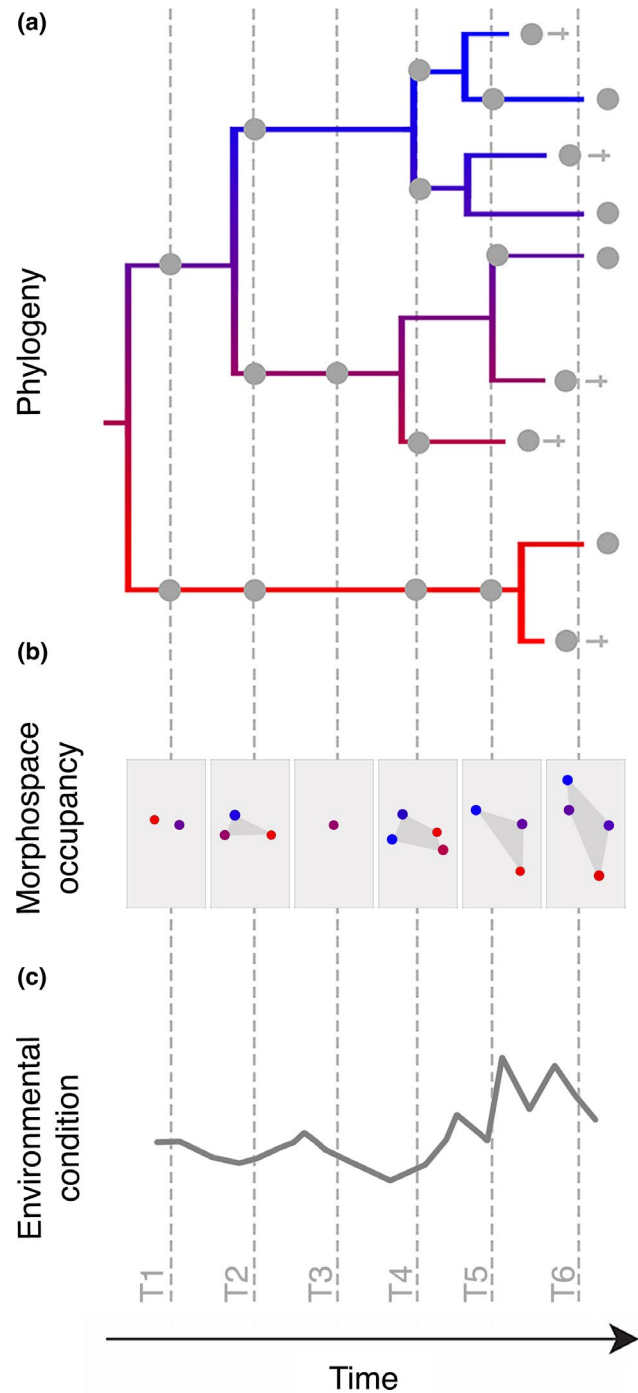 (a)
Phylogeny
(b)
Morphospace
occupancy
(c)
Environmental
condition
T1
T2
T3
T4
T5
T6
Time